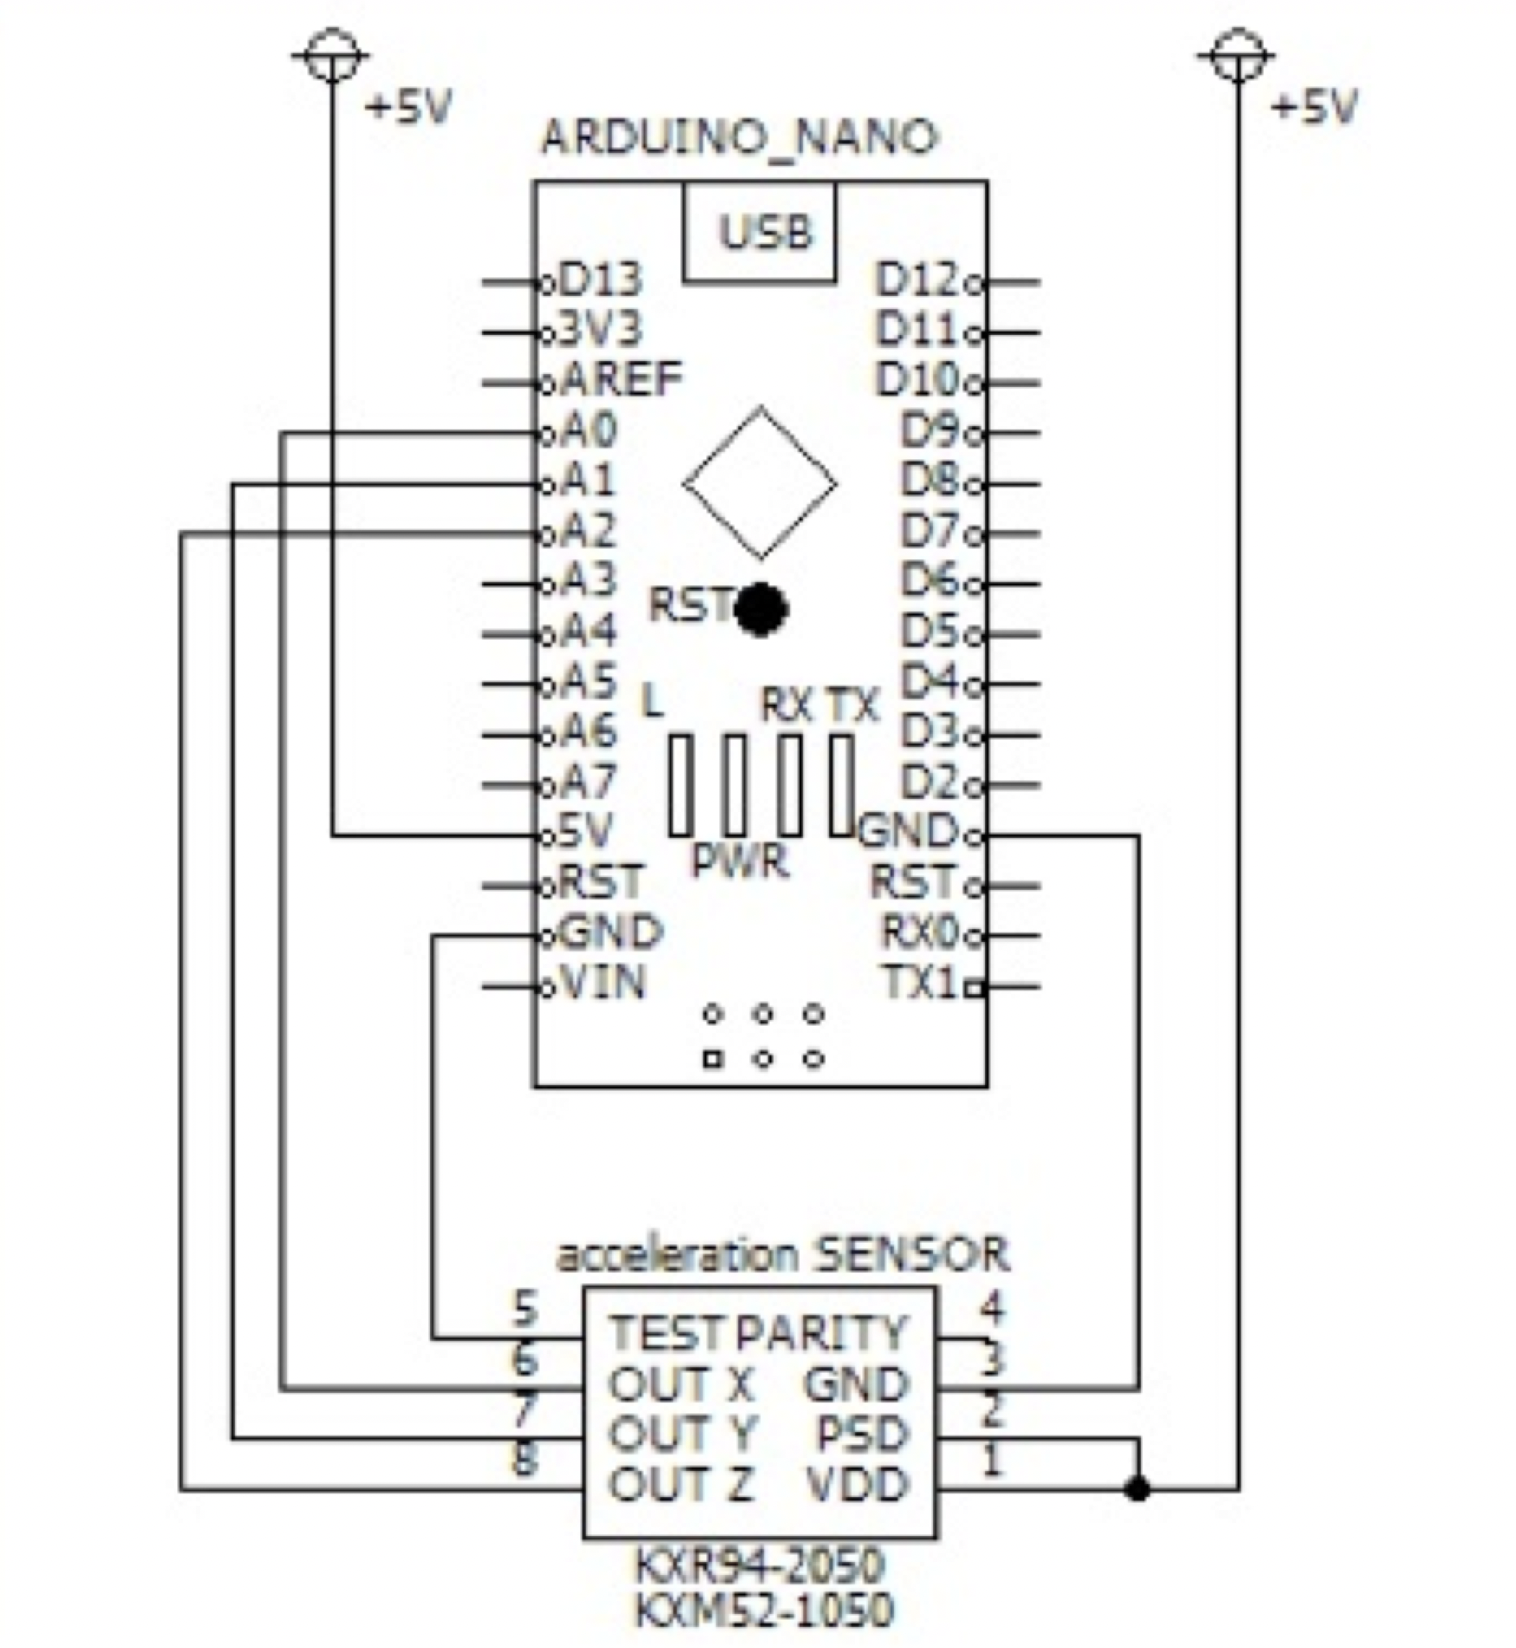 +5V
+5V
ARDUINO_NANO
USB
D13
D12
3V3
D11
AREF
D10
A0
D9
A1
D8
A2
D7
A3
D6
RST
A4
D5
A5
L
RX TX
D4
A6
D3
A7
D2
5V
GND
PWR
RST
RST
GND
RX0
VIN
TX1
acceleration SENSOR
5
4
TEST PARITY
6
3
OUT X GND
7
2
OUT Y PSD
8
1
OUT Z VDD
KXR94-2050
KXM52-1050